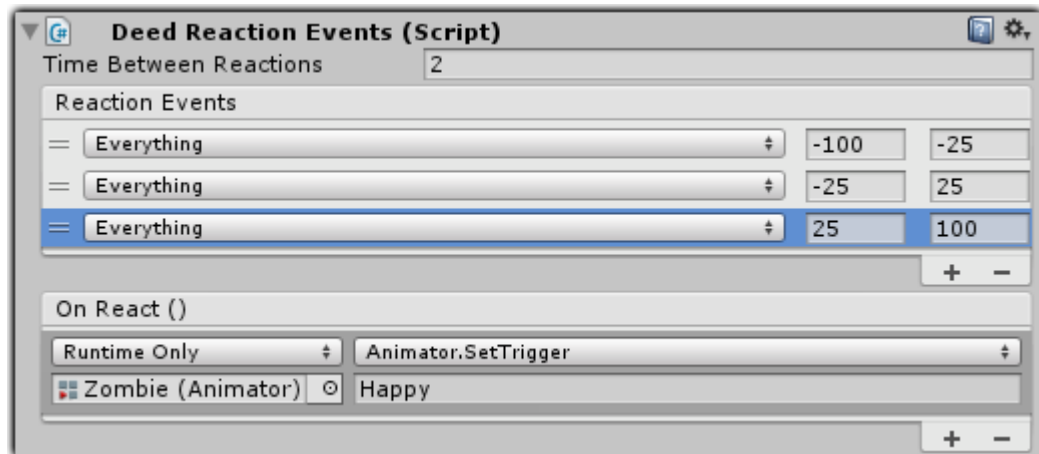 Deed Reaction Events (Script)
Time Between Reactions 2
Reaction Events
Everything -100 -25
Everything -25 25
Everything 25 100
+ −
On React ()
Runtime Only Animator.SetTrigger
Zombie (Animator) Happy
+ −